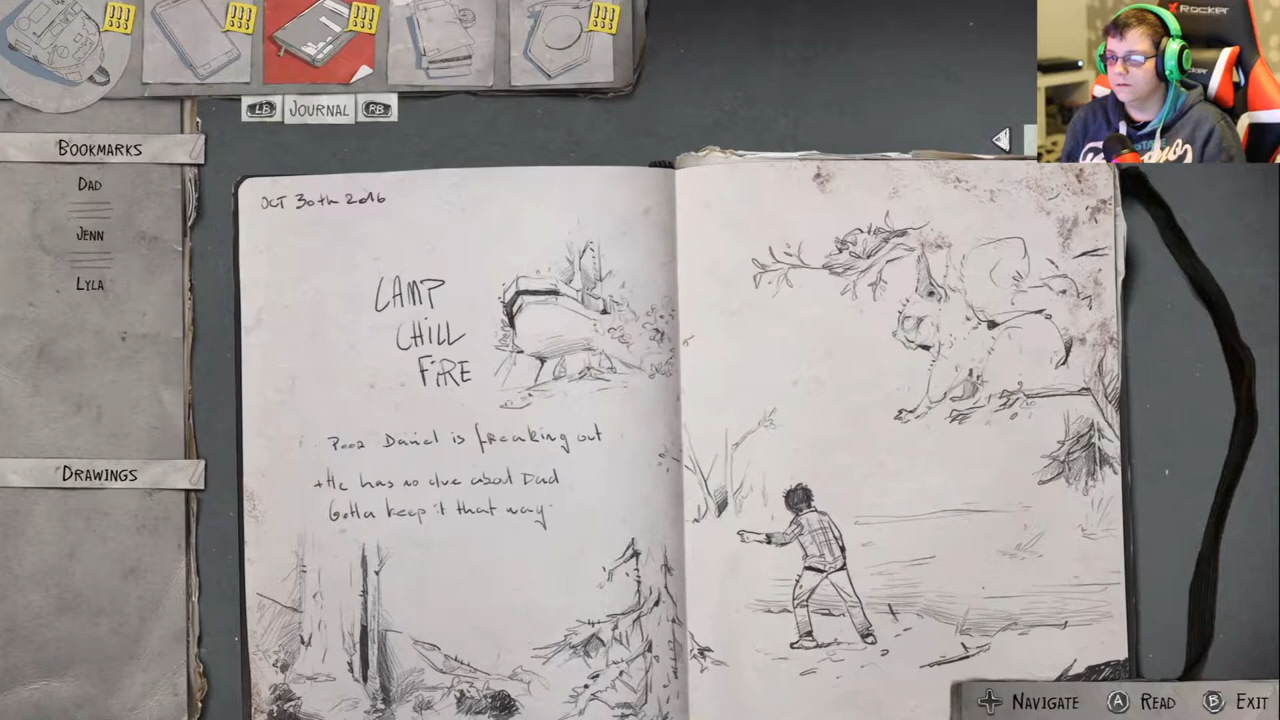 Rocker
LB JOURNAL RB
BOOKMARKS
DAD
JENN
LYLA
DRAWINGS
OCT 30th 2016
CAMP
CHILL
FiRE
Poor Daniel is freaking out
He has no clue about Dad
Gotta keep it that way
NAVIGATE A READ B EXIT